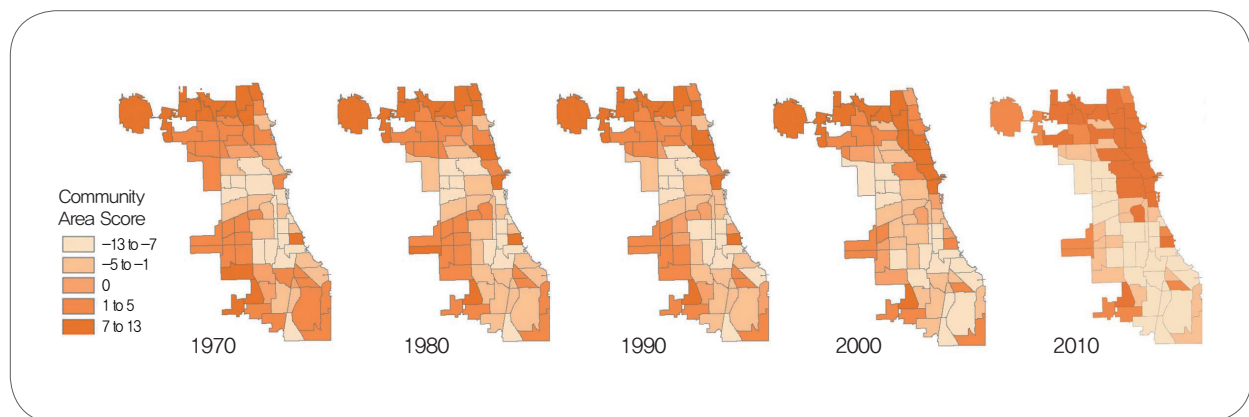 Community
Area Score
–13 to –7
–5 to –1
0
1 to 5
7 to 13
1970
1980
1990
2000
2010